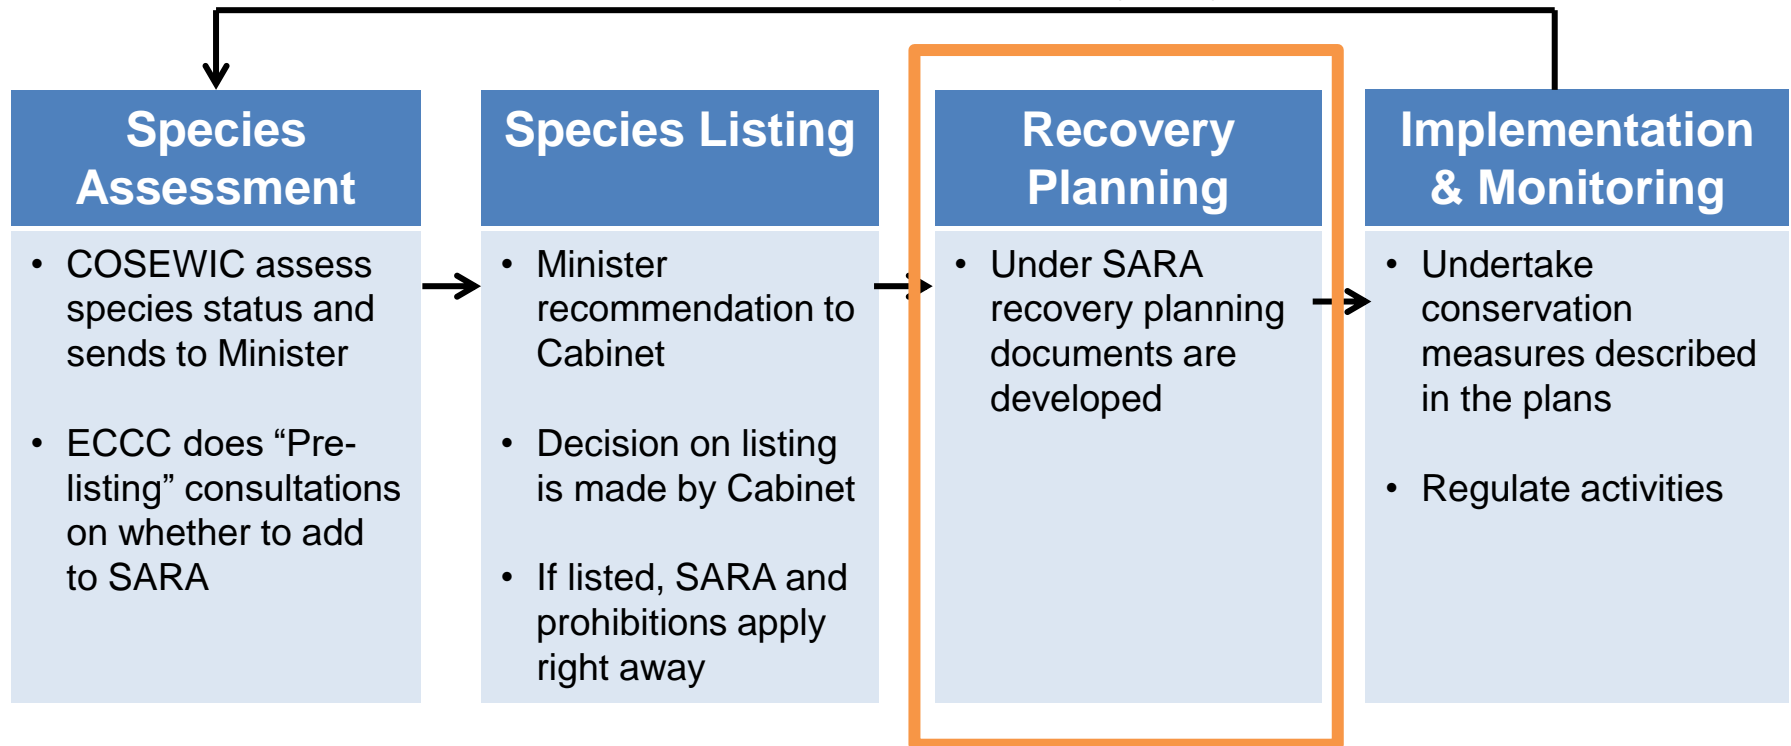 Species
Assessment
• COSEWIC assess
species status and
sends to Minister
• ECCC does “Pre-
listing” consultations
on whether to add
to SARA
Species Listing
• Minister
recommendation to
Cabinet
• Decision on listing
is made by Cabinet
• If listed, SARA and
prohibitions apply
right away
Recovery
Planning
• Under SARA
recovery planning
documents are
developed
Implementation
& Monitoring
• Undertake
conservation
measures described
in the plans
• Regulate activities